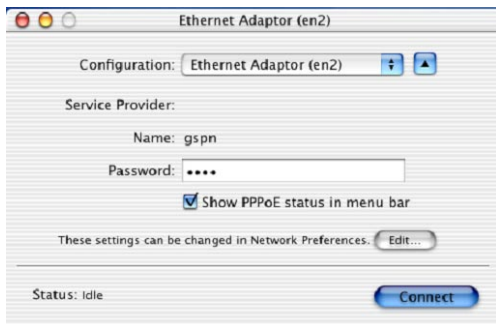 Ethernet Adaptor (en2)
Configuration: Ethernet Adaptor (en2)
Service Provider:
Name: gspn
Password: ••••
Show PPPoE status in menu bar
These settings can be changed in Network Preferences. Edit...
Status: Idle Connect